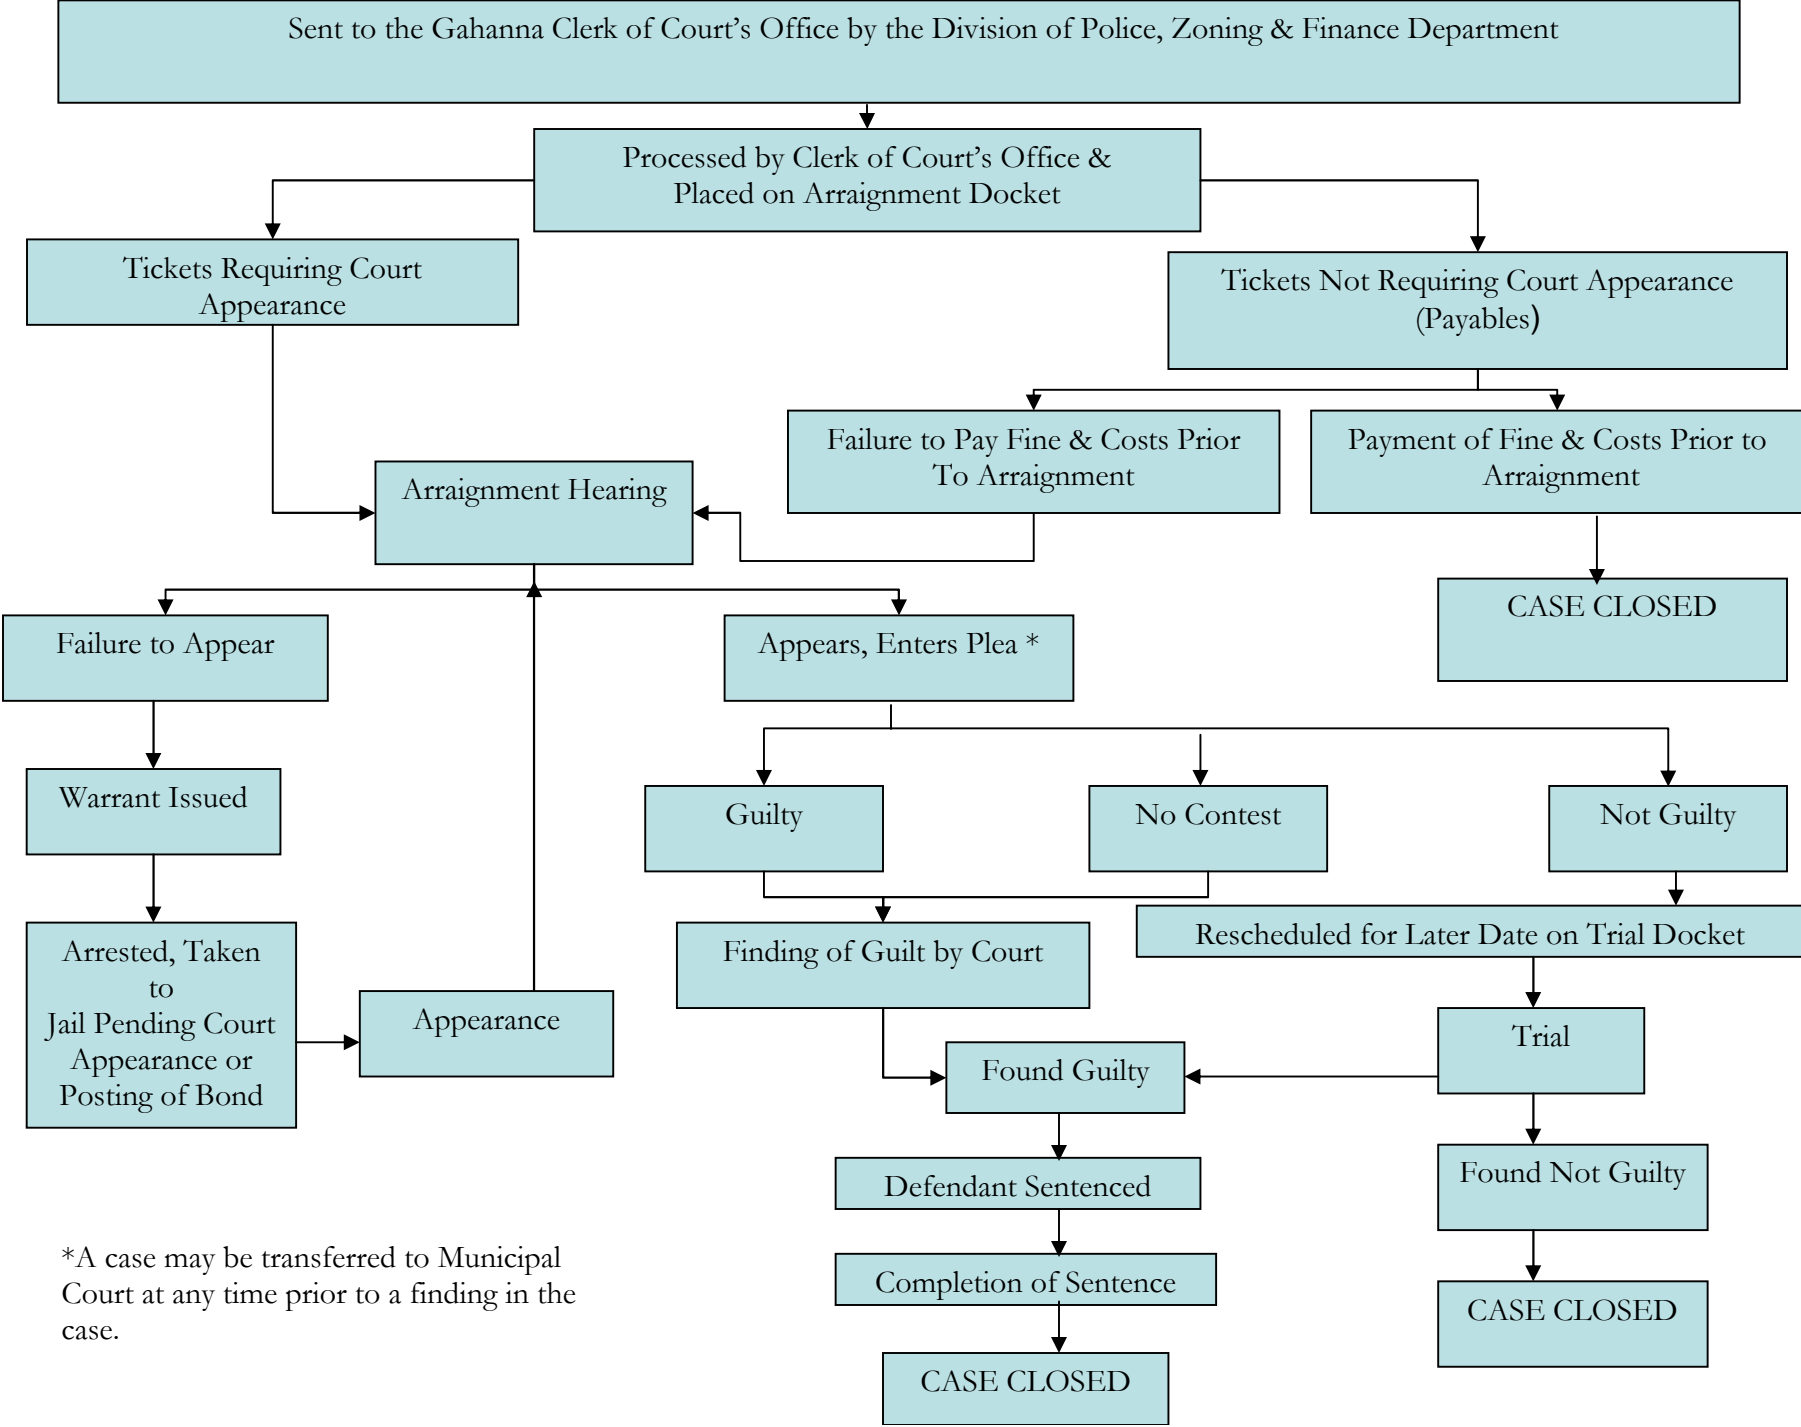 Sent to the Gahanna Clerk of Court’s Office by the Division of Police, Zoning & Finance Department
Processed by Clerk of Court’s Office &
Placed on Arraignment Docket
Tickets Requiring Court
Appearance
Tickets Not Requiring Court Appearance
(Payables)
Failure to Pay Fine & Costs Prior
To Arraignment
Payment of Fine & Costs Prior to
Arraignment
Arraignment Hearing
CASE CLOSED
Failure to Appear
Appears, Enters Plea *
Warrant Issued
Guilty
No Contest
Not Guilty
Arrested, Taken
to
Jail Pending Court
Appearance or
Posting of Bond
Appearance
Finding of Guilt by Court
Rescheduled for Later Date on Trial Docket
Trial
Found Guilty
Defendant Sentenced
Found Not Guilty
Completion of Sentence
CASE CLOSED
CASE CLOSED
*A case may be transferred to Municipal
Court at any time prior to a finding in the
case.